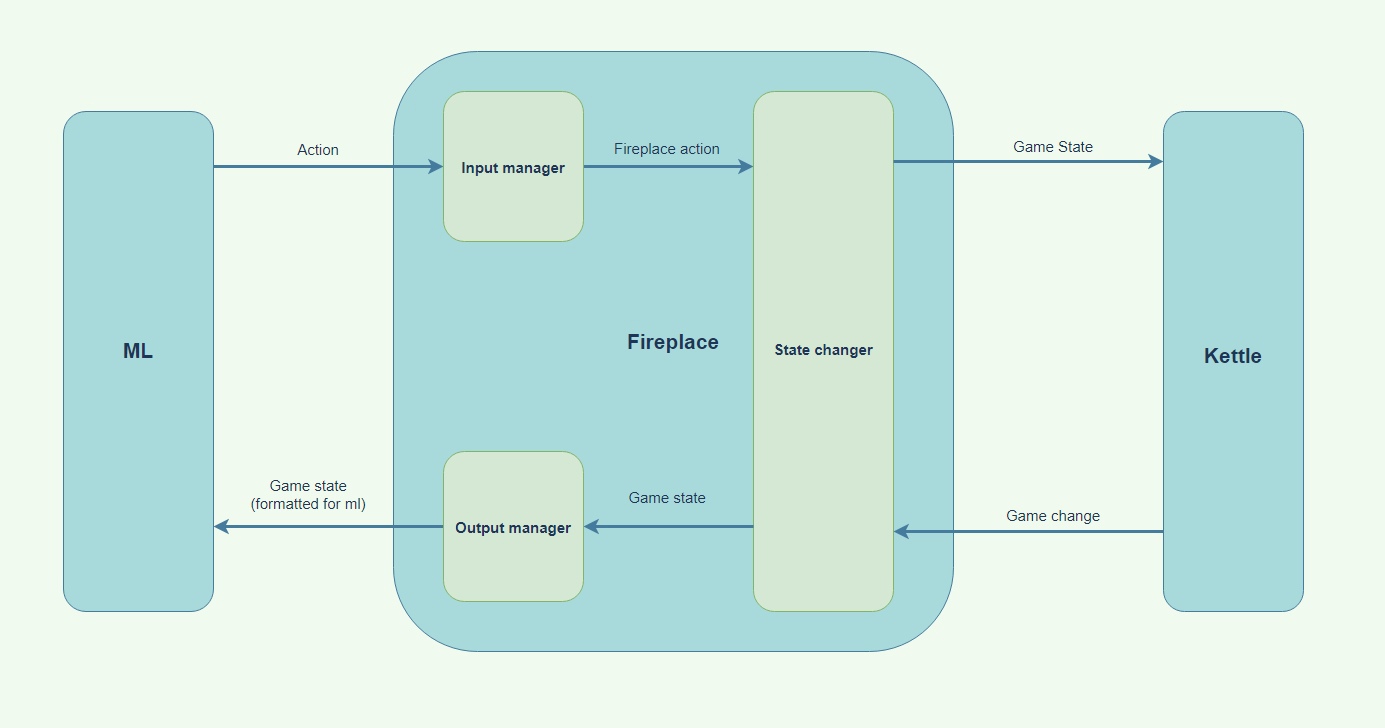 Action
Input manager
Fireplace action
Game State
ML
Fireplace
State changer
Kettle
Game state
(formatted for ml)
Output manager
Game state
Game change